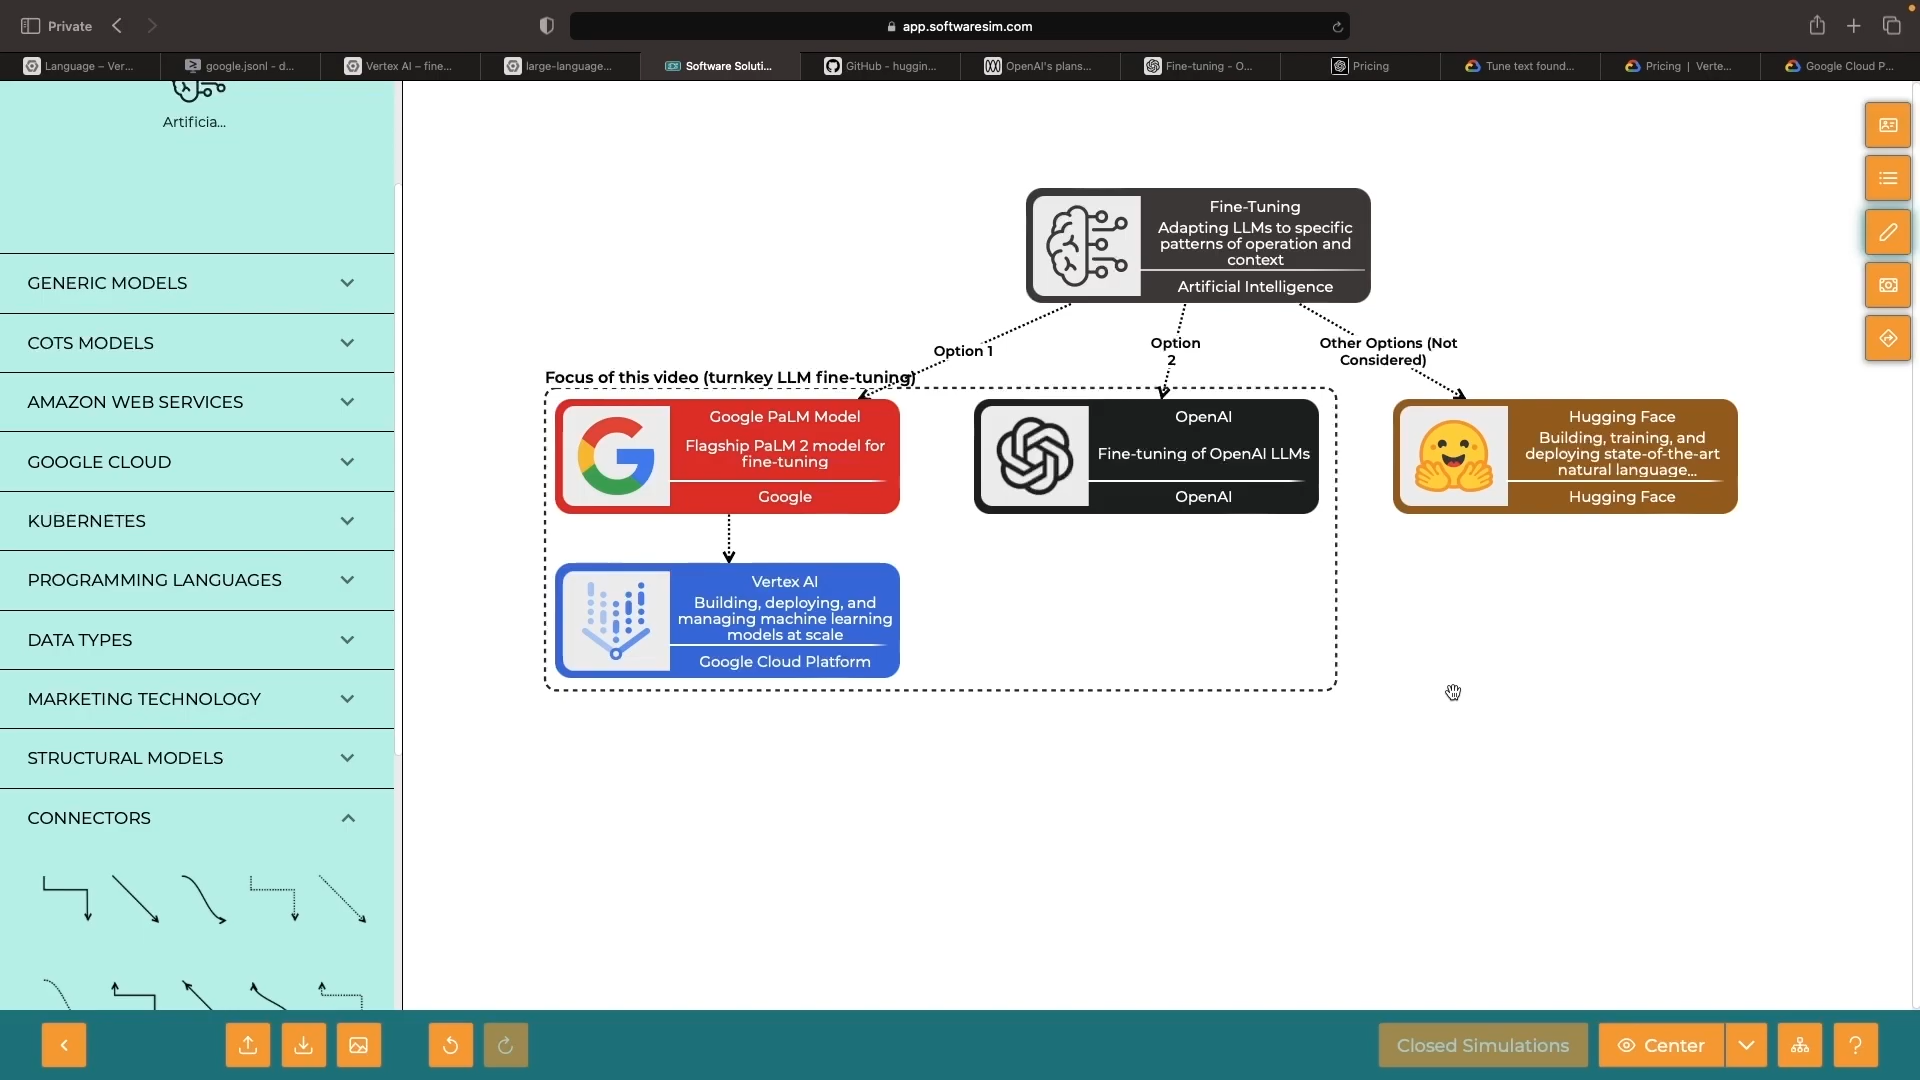 Private
app.softwaresim.com
Language – Ver...
google.jsonl - d...
Vertex AI – fine...
large-language...
Software Soluti...
GitHub - huggin...
OpenAI's plans...
Fine-tuning - O...
Pricing
Tune text found...
Pricing | Verte...
Google Cloud P...
Artificia...
GENERIC MODELS
COTS MODELS
AMAZON WEB SERVICES
GOOGLE CLOUD
KUBERNETES
PROGRAMMING LANGUAGES
DATA TYPES
MARKETING TECHNOLOGY
STRUCTURAL MODELS
CONNECTORS
Fine-Tuning
Adapting LLMs to specific
patterns of operation and
context
Artificial Intelligence
Option 1
Option
2
Other Options (Not
Considered)
Focus of this video (turnkey LLM fine-tuning)
Google PaLM Model
Flagship PaLM 2 model for
fine-tuning
Google
OpenAI
Fine-tuning of OpenAI LLMs
OpenAI
Hugging Face
Building, training, and
deploying state-of-the-art
natural language...
Hugging Face
Vertex AI
Building, deploying, and
managing machine learning
models at scale
Google Cloud Platform
Closed Simulations
Center
?